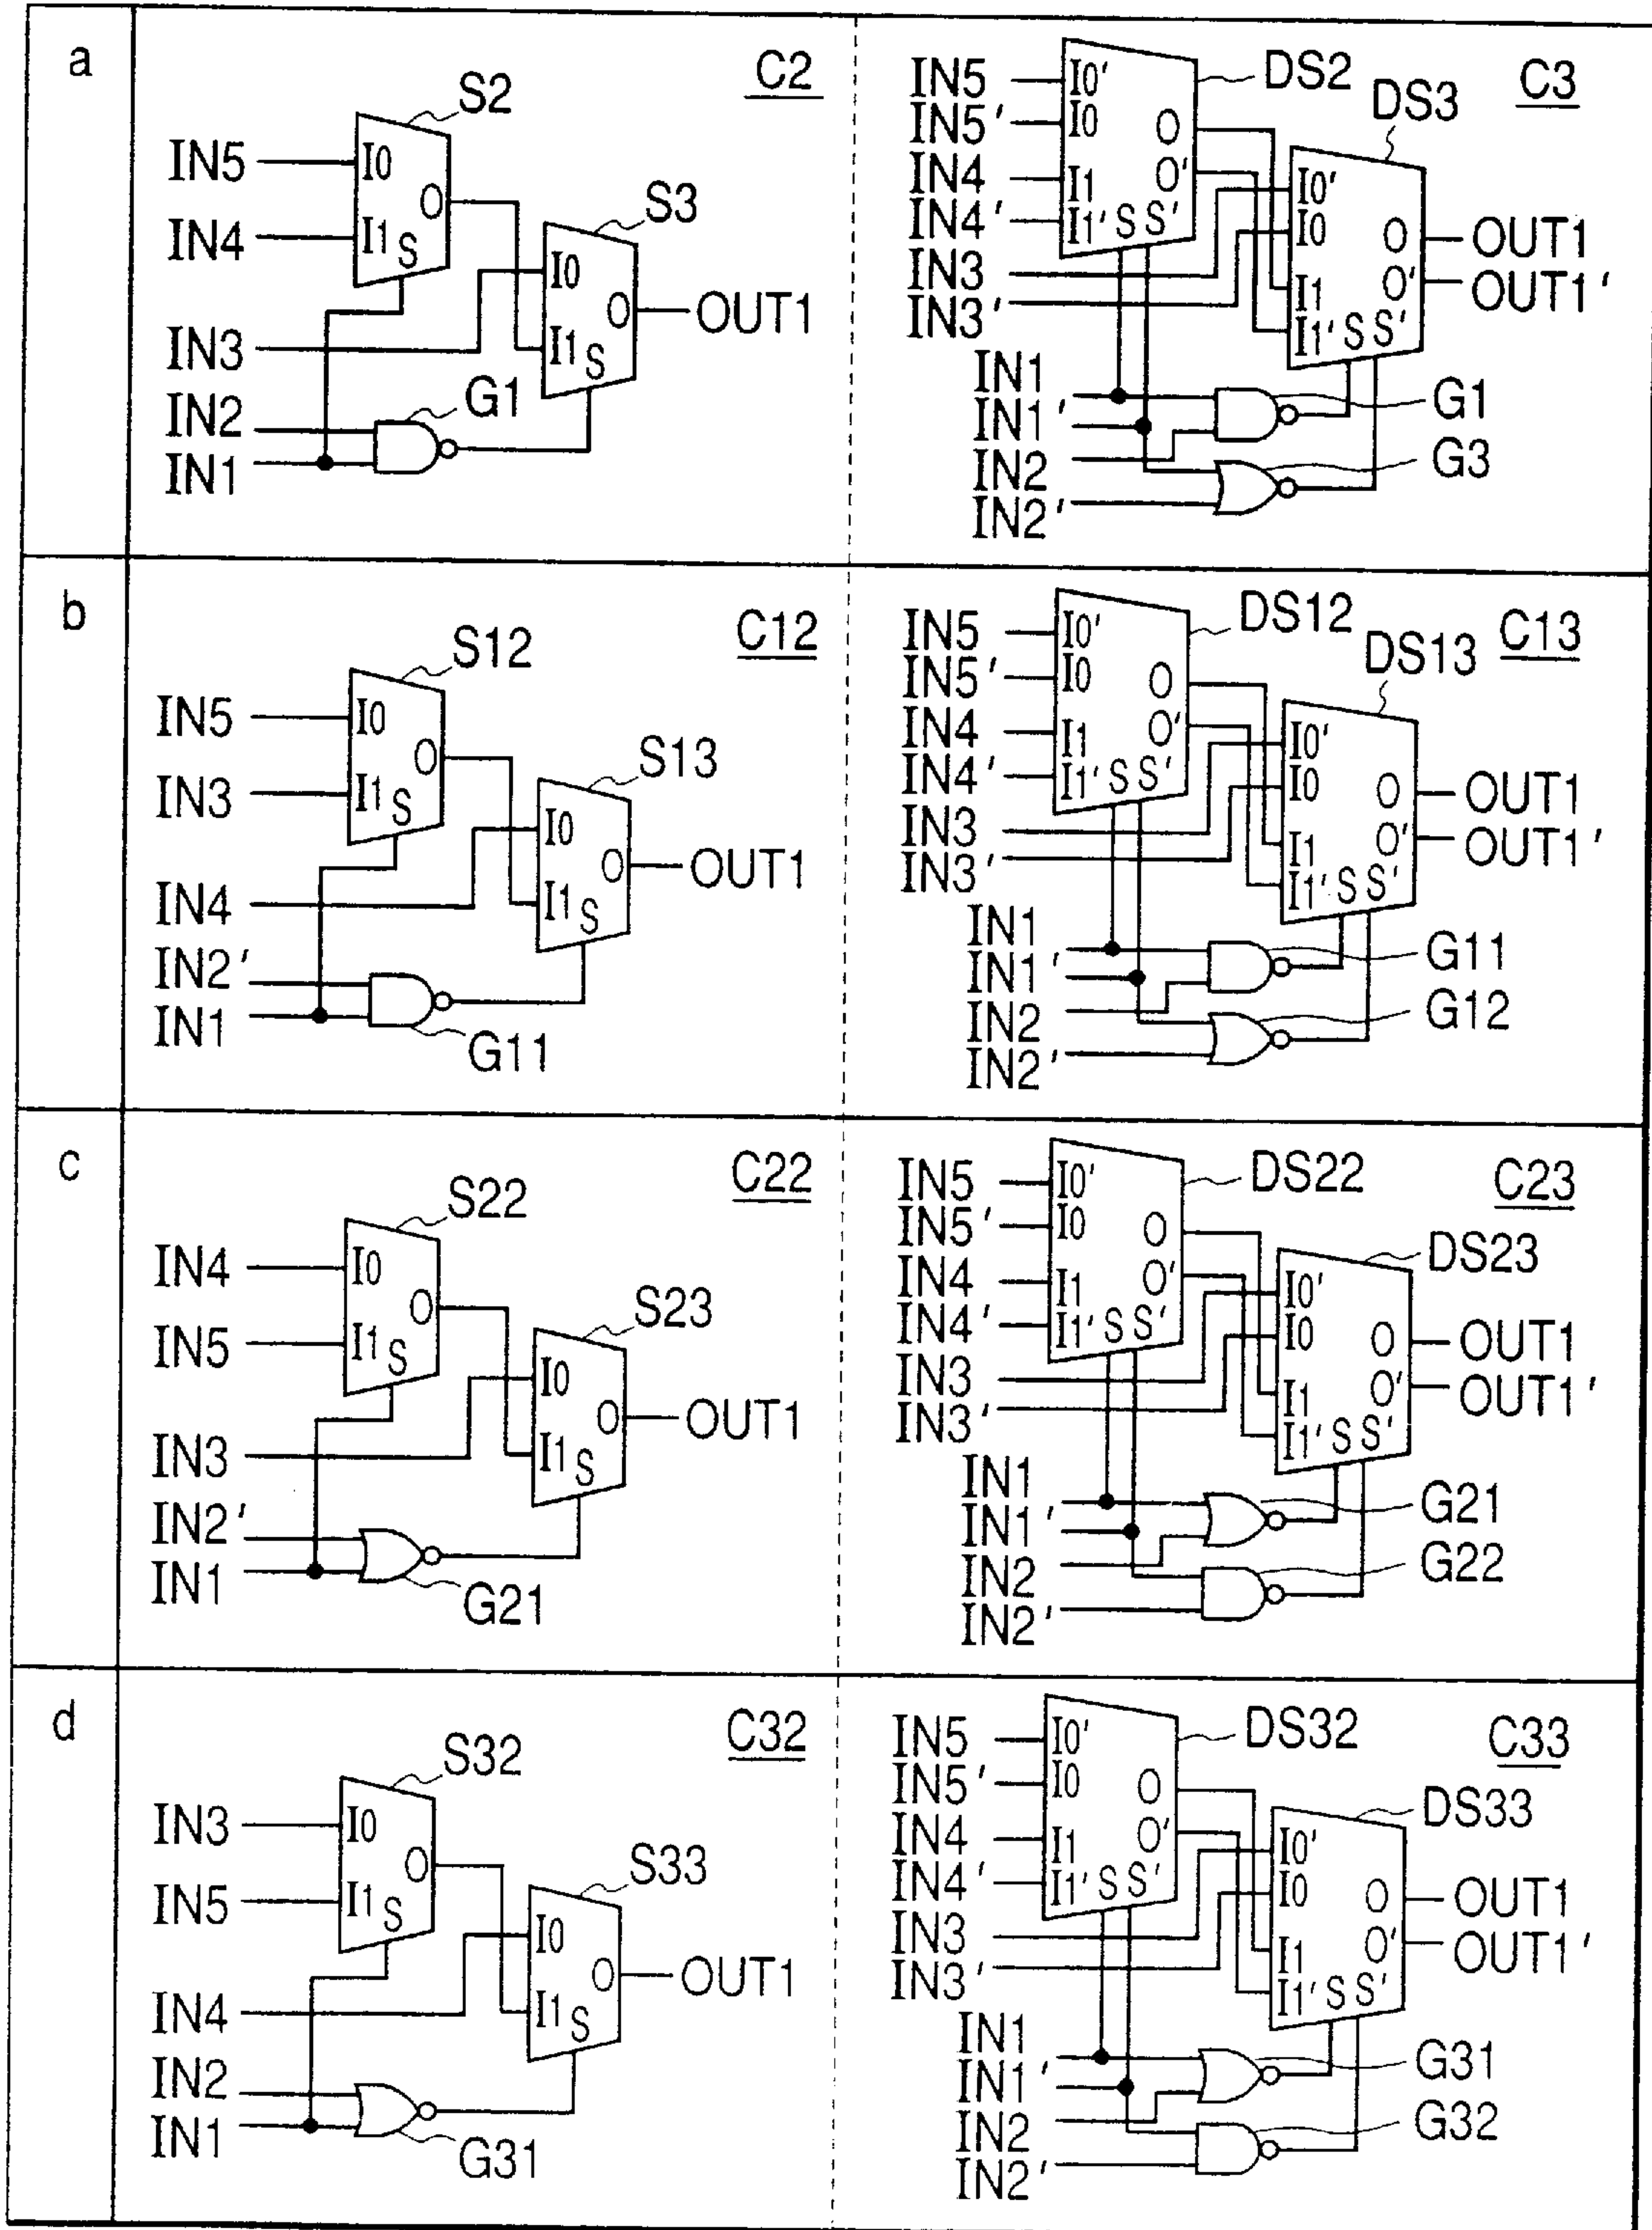 a
C2
S2
IN5
I0
O
IN4
I1
S
S3
I0
O
OUT1
IN3
I1
S
IN2
G1
IN1
C3
DS2
DS3
IN5
I0'
IN5'
I0
O
IN4
I1
O'
IN4'
I1'
S
S'
I0'
I0
O
OUT1
IN3
IN3'
I1
O'
OUT1'
I1'
S
S'
IN1
IN1'
G1
IN2
G3
IN2'
b
C12
S12
IN5
I0
O
IN3
I1
S
S13
I0
O
OUT1
IN4
I1
S
IN2'
IN1
G11
C13
DS12
DS13
IN5
I0'
IN5'
I0
O
IN4
I1
O'
IN4'
I1'
S
S'
I0'
I0
O
OUT1
IN3
IN3'
I1
O'
OUT1'
I1'
S
S'
IN1
IN1'
G11
IN2
G12
IN2'
c
C22
S22
IN4
I0
O
IN5
I1
S
S23
I0
O
OUT1
IN3
I1
S
IN2'
IN1
G21
C23
DS22
DS23
IN5
I0'
IN5'
I0
O
IN4
I1
O'
IN4'
I1'
S
S'
I0'
I0
O
OUT1
IN3
IN3'
I1
O'
OUT1'
I1'
S
S'
IN1
IN1'
G21
IN2
G22
IN2'
d
C32
S32
IN3
I0
O
IN5
I1
S
S33
I0
O
OUT1
IN4
I1
S
IN2
IN1
G31
C33
DS32
DS33
IN5
I0'
IN5'
I0
O
IN4
I1
O'
IN4'
I1'
S
S'
I0'
I0
O
OUT1
IN3
IN3'
I1
O'
OUT1'
I1'
S
S'
IN1
IN1'
G31
IN2
G32
IN2'